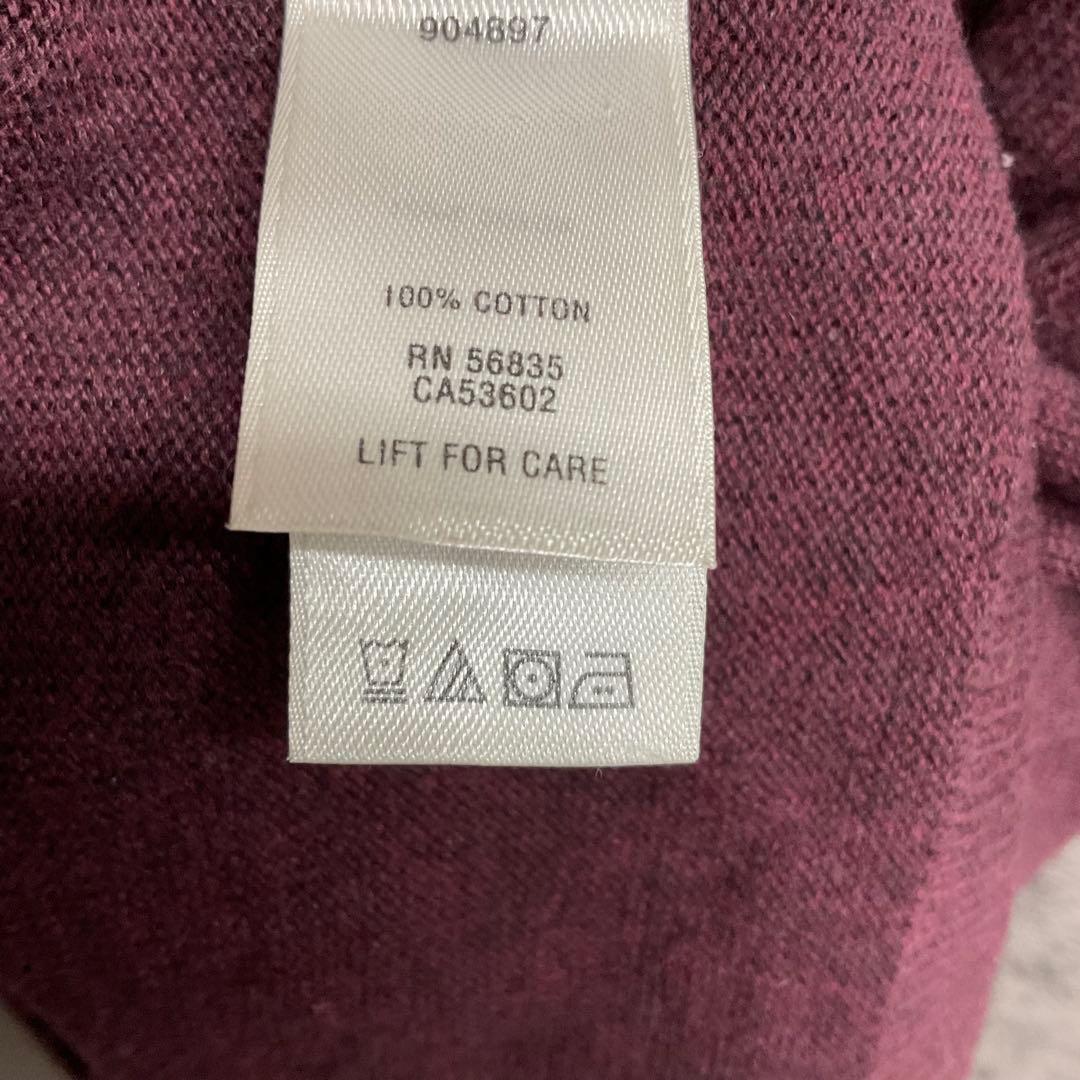 904897
100% COTTON
RN 56835
CA53602
LIFT FOR CARE